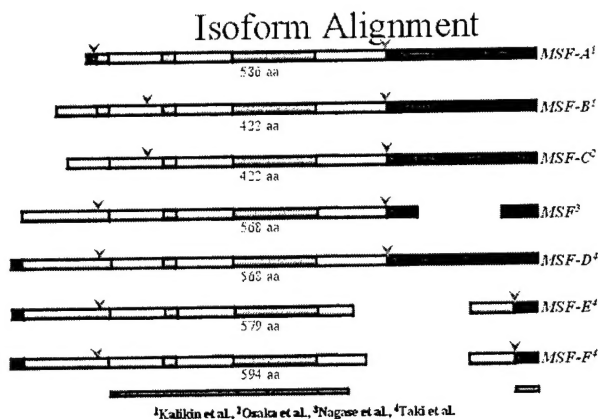 Isoform Alignment
MSF-A¹
586 aa
MSF-B¹
422 aa
MSF-C²
422 aa
MSF³
568 aa
MSF-D⁴
568 aa
MSF-E⁴
579 aa
MSF-F⁴
594 aa
¹Kalikin et al., ²Osaka et al., ³Nagase et al., ⁴Taki et al.